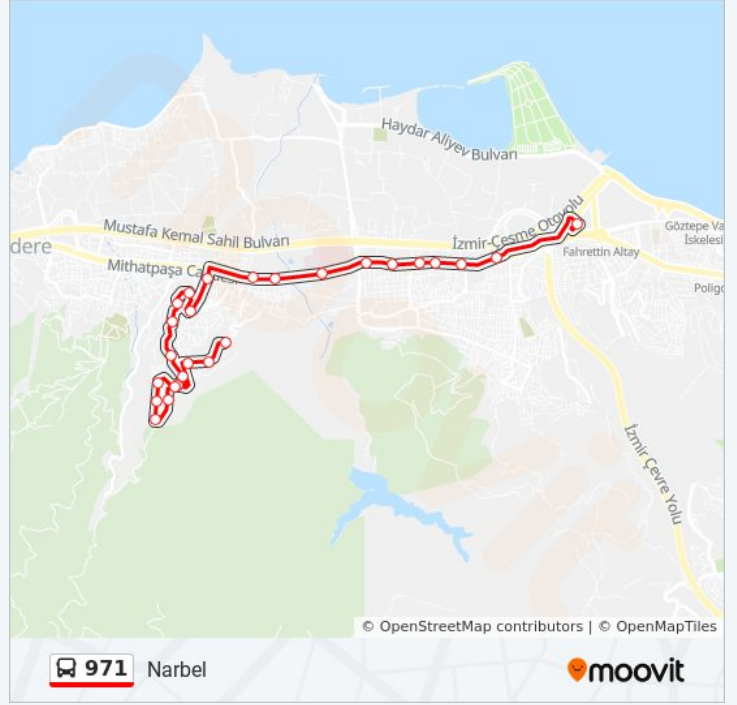 Haydar Aliyev Bulvarı
İzmir-Çeşme Otoyolu
Göztepe Va
İskelesi
Mustafa Kemal Sahil Bulvarı
dere
Fahrettin Altay
Mithatpaşa Ca
Polig
İzmir Çevre Yolu
© OpenStreetMap contributors | © OpenMapTiles
971 Narbel
moovit